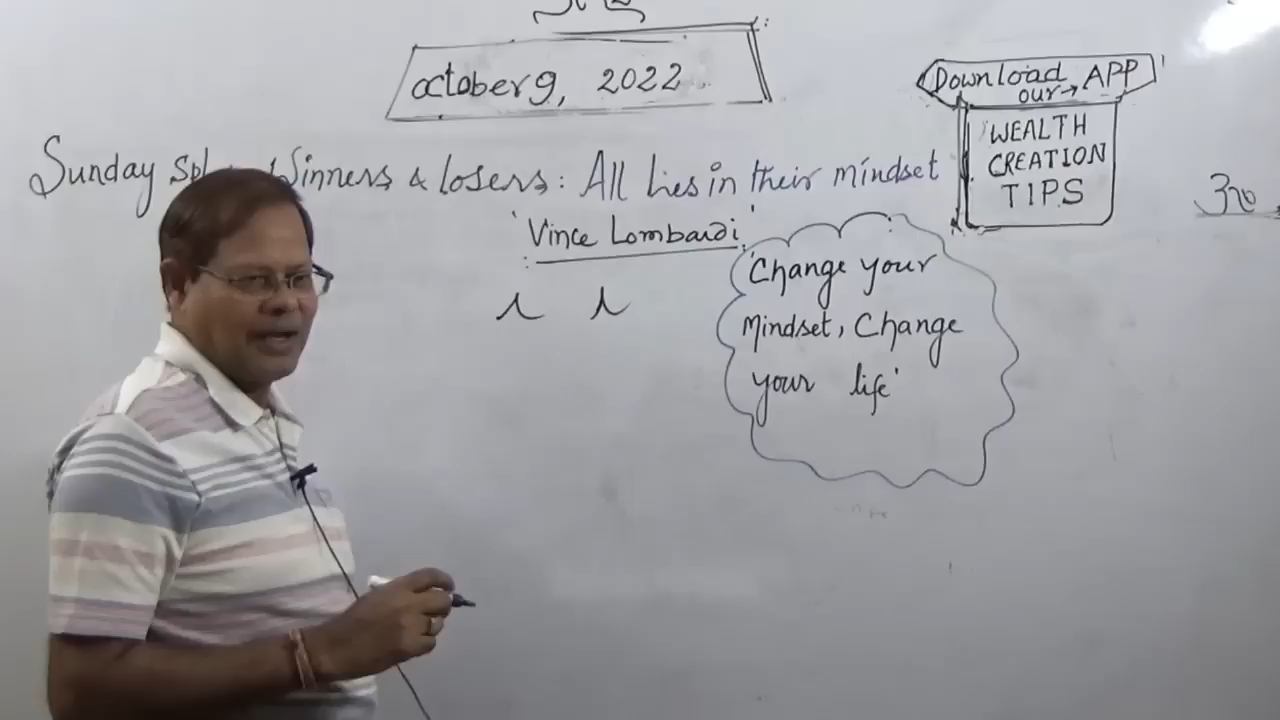 october 9, 2022
Download
our→ APP
WEALTH
CREATION
TIPS
Sunday Winners & losers: All lies in their mindset
'Vince Lombardi'
'Change your
Mindset, Change
your life'